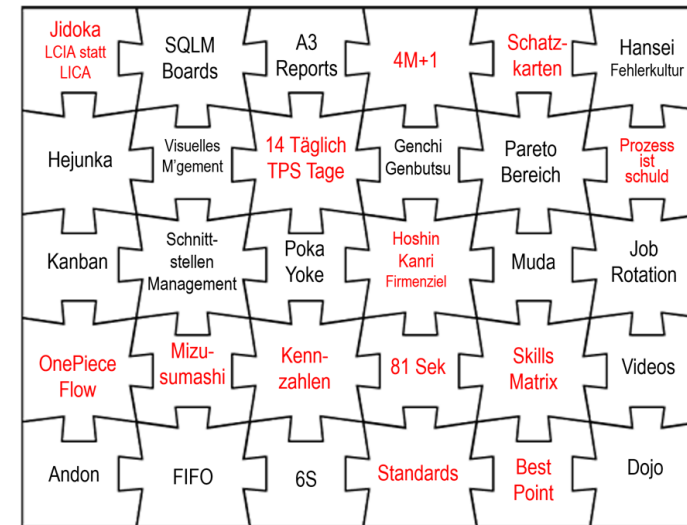 Jidoka
LCIA statt
LICA
SQLM
Boards
A3
Reports
4M+1
Schatz-
karten
Hansei
Fehlerkultur
Hejunka
Visuelles
M'gement
14 Täglich
TPS Tage
Genchi
Genbutsu
Pareto
Bereich
Prozess
ist
schuld
Kanban
Schnitt-
stellen
Management
Poka
Yoke
Hoshin
Kanri
Firmenziel
Muda
Job
Rotation
OnePiece
Flow
Mizu-
sumashi
Kenn-
zahlen
81 Sek
Skills
Matrix
Videos
Andon
FIFO
6S
Standards
Best
Point
Dojo